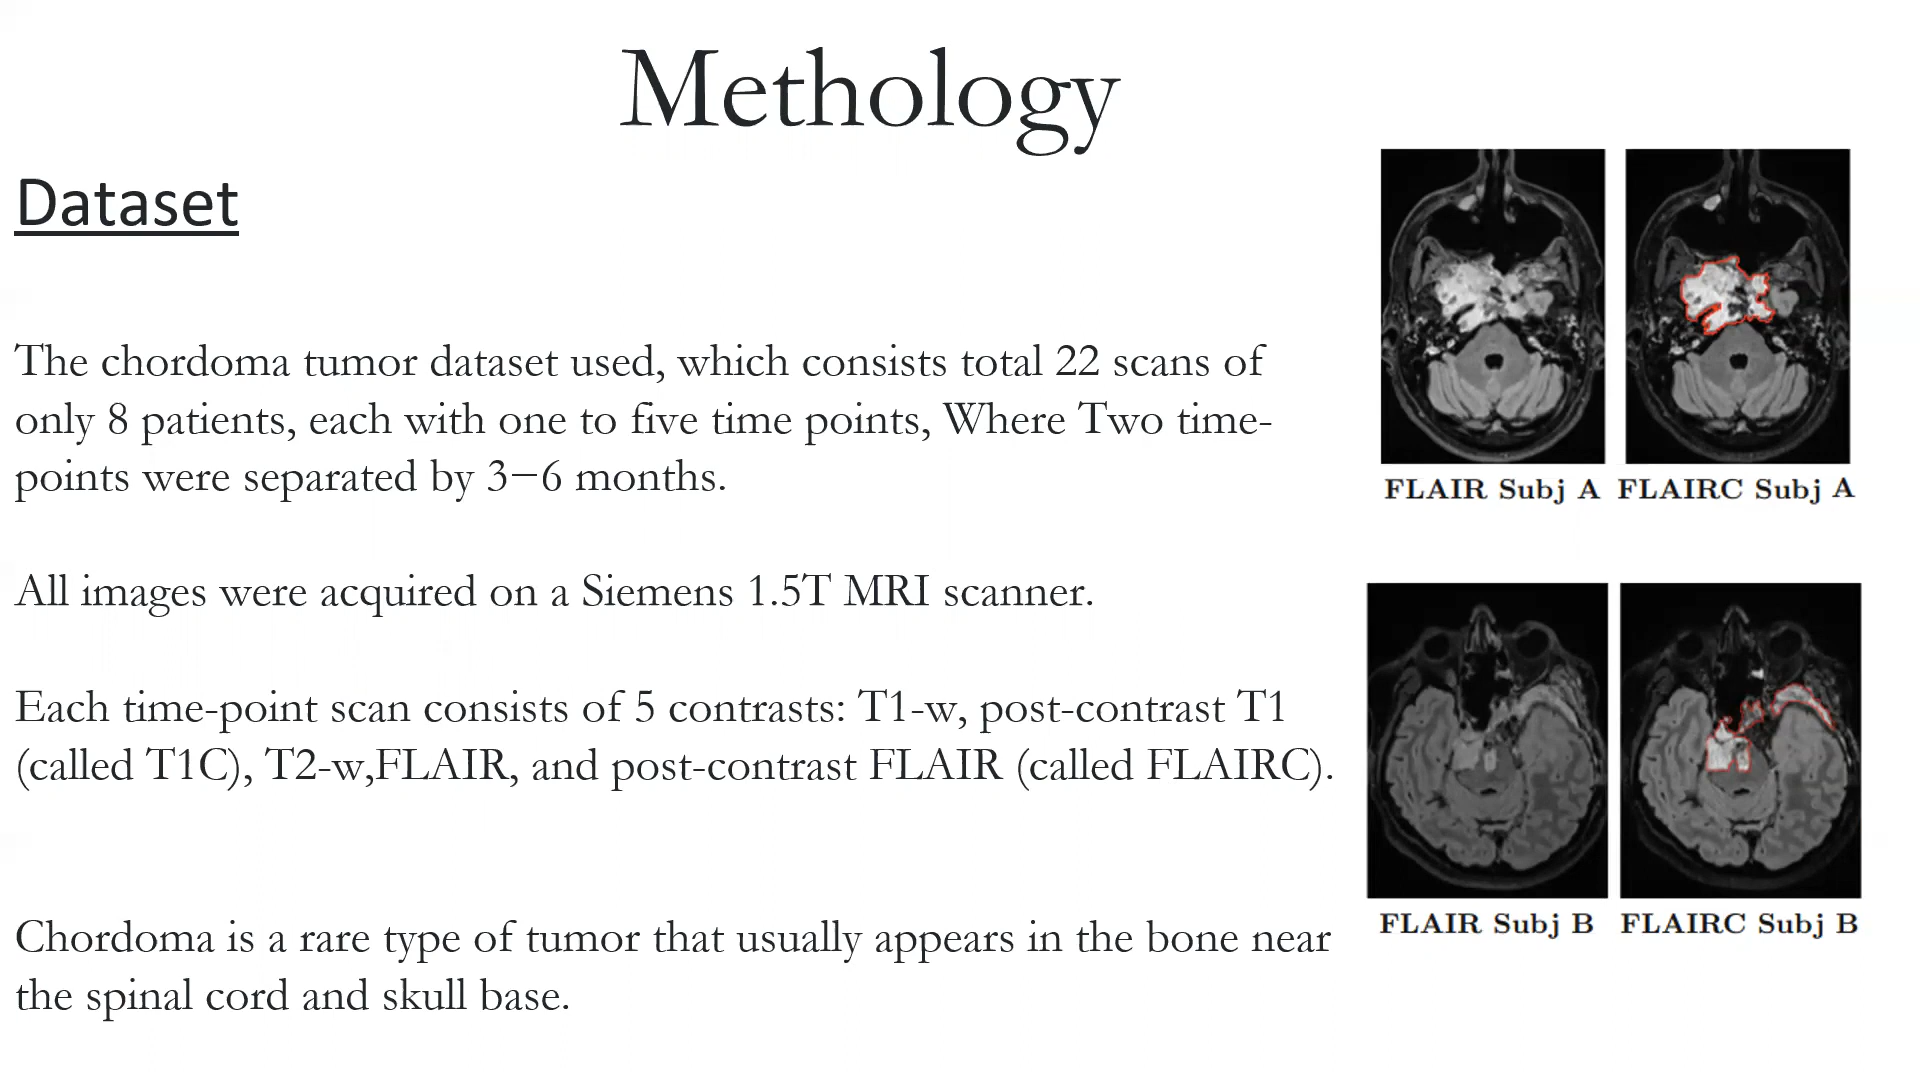 Methology
Dataset
The chordoma tumor dataset used, which consists total 22 scans of
only 8 patients, each with one to five time points, Where Two time-
points were separated by 3−6 months.
All images were acquired on a Siemens 1.5T MRI scanner.
Each time-point scan consists of 5 contrasts: T1-w, post-contrast T1
(called T1C), T2-w,FLAIR, and post-contrast FLAIR (called FLAIRC).
Chordoma is a rare type of tumor that usually appears in the bone near
the spinal cord and skull base.
FLAIR Subj A FLAIRC Subj A
FLAIR Subj B FLAIRC Subj B